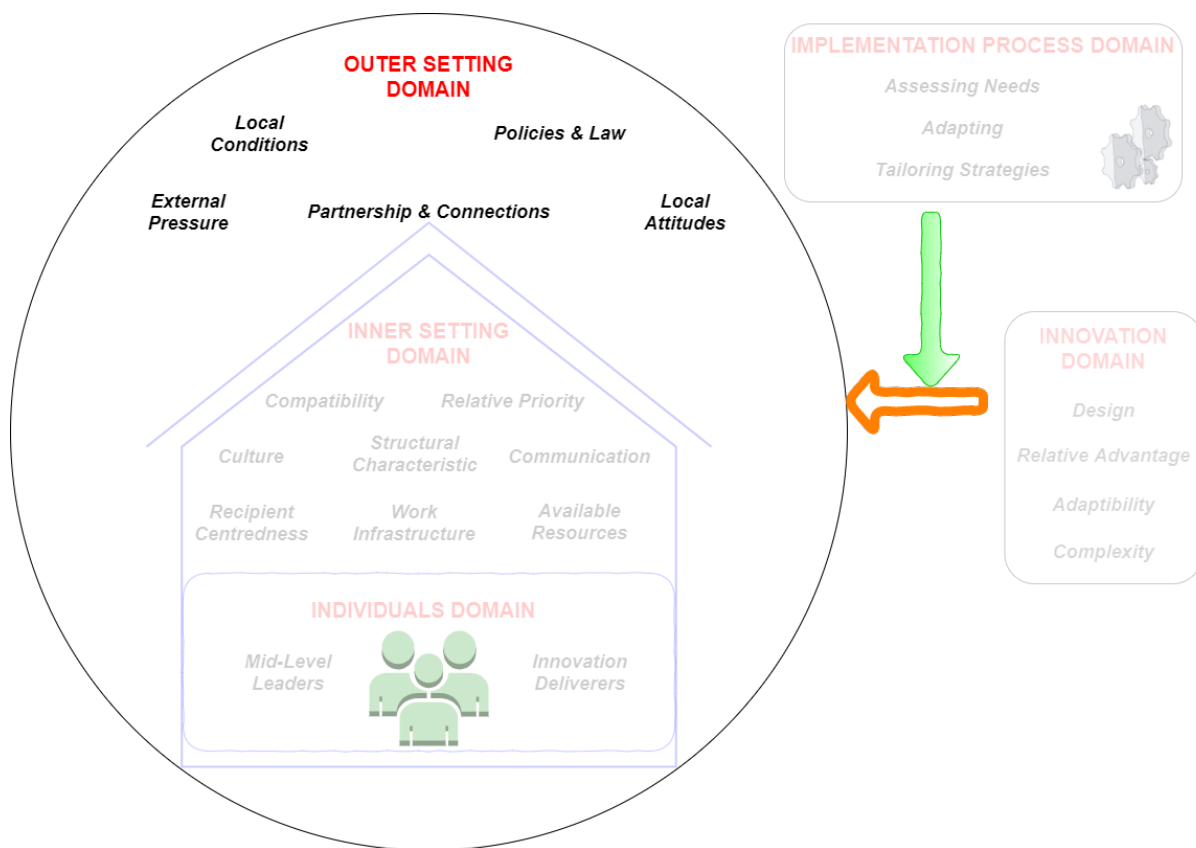 OUTER SETTING
DOMAIN
Local
Conditions
Policies & Law
External
Pressure
Partnership & Connections
Local
Attitudes
INNER SETTING
DOMAIN
Compatibility
Relative Priority
Culture
Structural
Characteristic
Communication
Recipient
Centredness
Work
Infrastructure
Available
Resources
INDIVIDUALS DOMAIN
Mid-Level
Leaders
Innovation
Deliverers
IMPLEMENTATION PROCESS DOMAIN
Assessing Needs
Adapting
Tailoring Strategies
INNOVATION
DOMAIN
Design
Relative Advantage
Adaptibility
Complexity